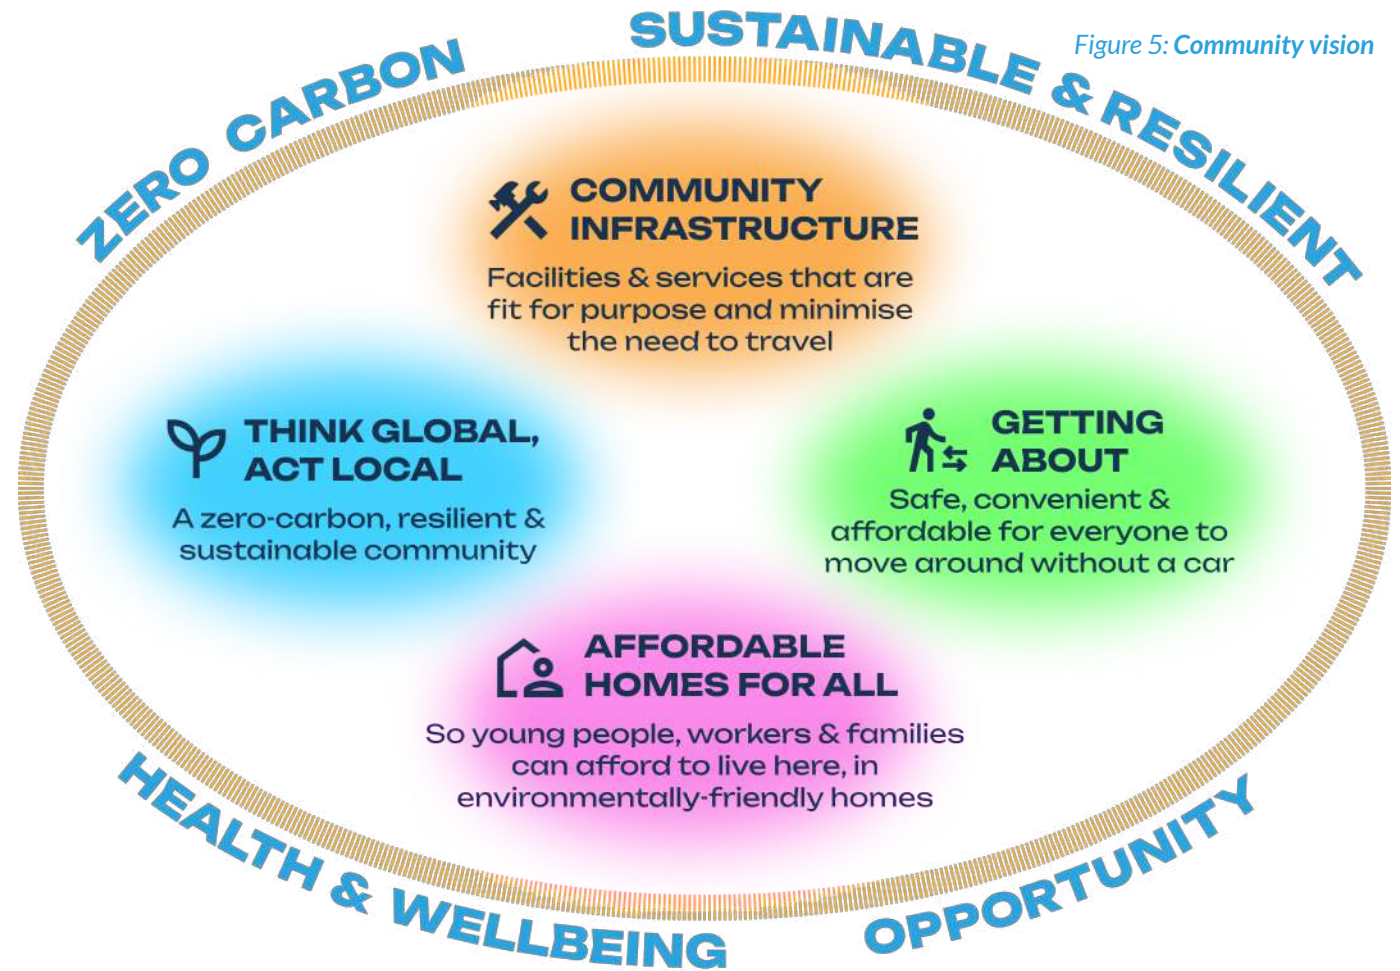 ZERO CARBON
SUSTAINABLE & RESILIENT
Figure 5: Community vision
COMMUNITY
INFRASTRUCTURE
Facilities & services that are
fit for purpose and minimise
the need to travel
THINK GLOBAL,
ACT LOCAL
A zero-carbon, resilient &
sustainable community
GETTING
ABOUT
Safe, convenient &
affordable for everyone to
move around without a car
AFFORDABLE
HOMES FOR ALL
So young people, workers & families
can afford to live here, in
environmentally-friendly homes
HEALTH & WELLBEING
OPPORTUNITY